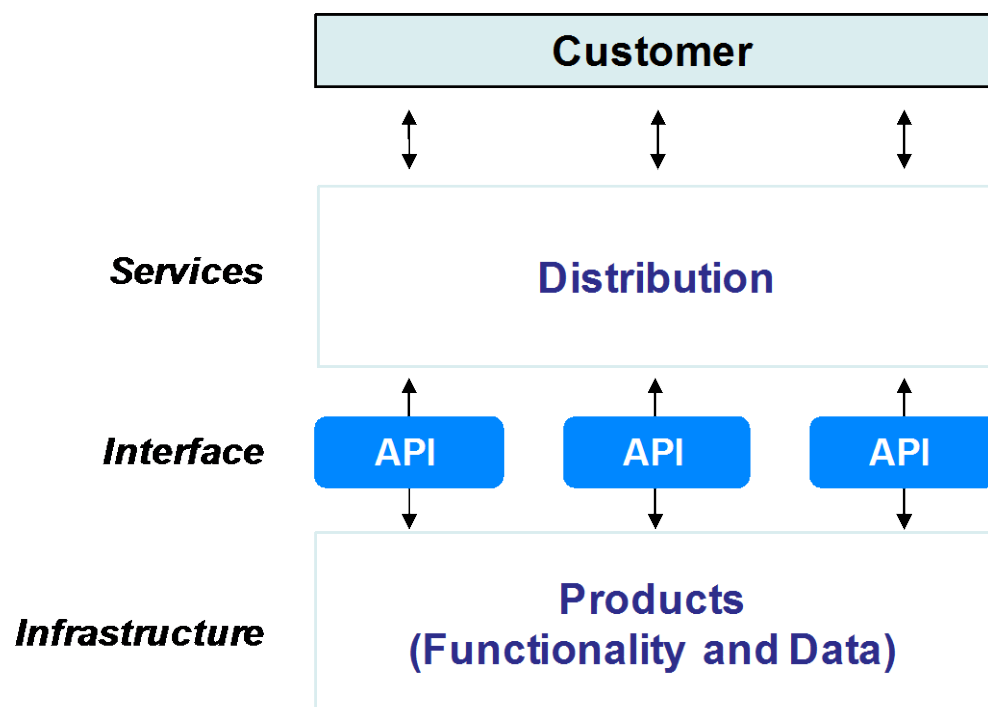 Customer
Services
Distribution
Interface
API
API
API
Infrastructure
Products
(Functionality and Data)